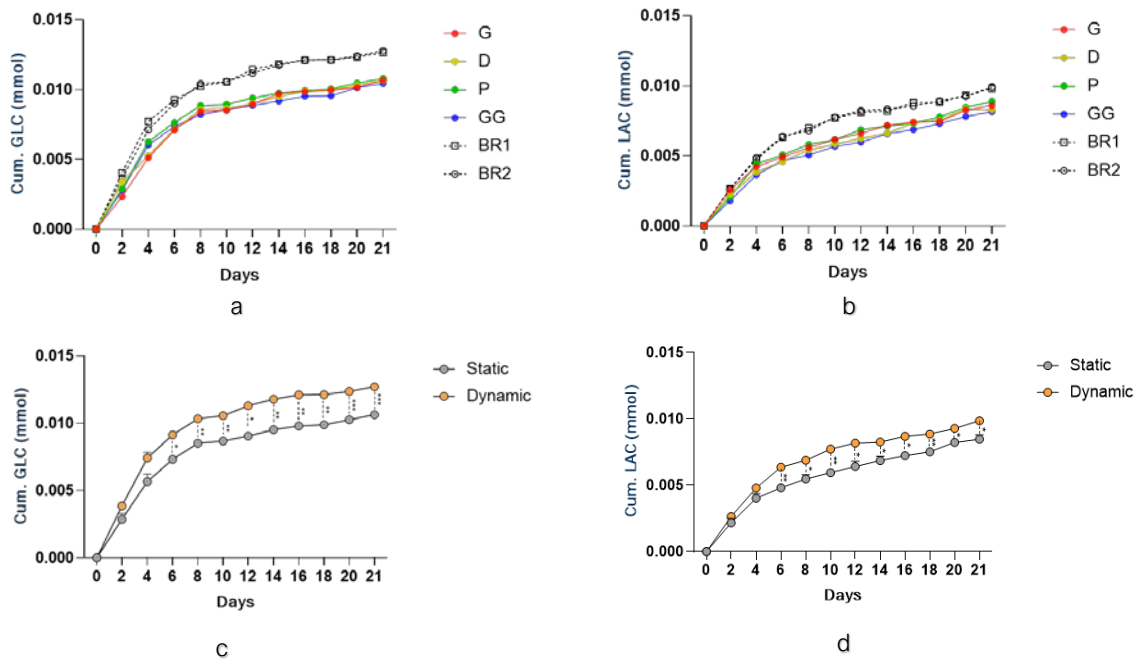 0.015
0.010
0.005
0.000
Cum. GLC (mmol)
0 2 4 6 8 10 12 14 16 18 20 21
Days
G
D
P
GG
BR1
BR2
a
0.015
0.010
0.005
0.000
Cum. LAC (mmol)
0 2 4 6 8 10 12 14 16 18 20 21
Days
G
D
P
GG
BR1
BR2
b
0.015
0.010
0.005
0.000
Cum. GLC (mmol)
0 2 4 6 8 10 12 14 16 18 20 21
Days
Static
Dynamic
c
0.015
0.010
0.005
0.000
Cum. LAC (mmol)
0 2 4 6 8 10 12 14 16 18 20 21
Days
Static
Dynamic
d